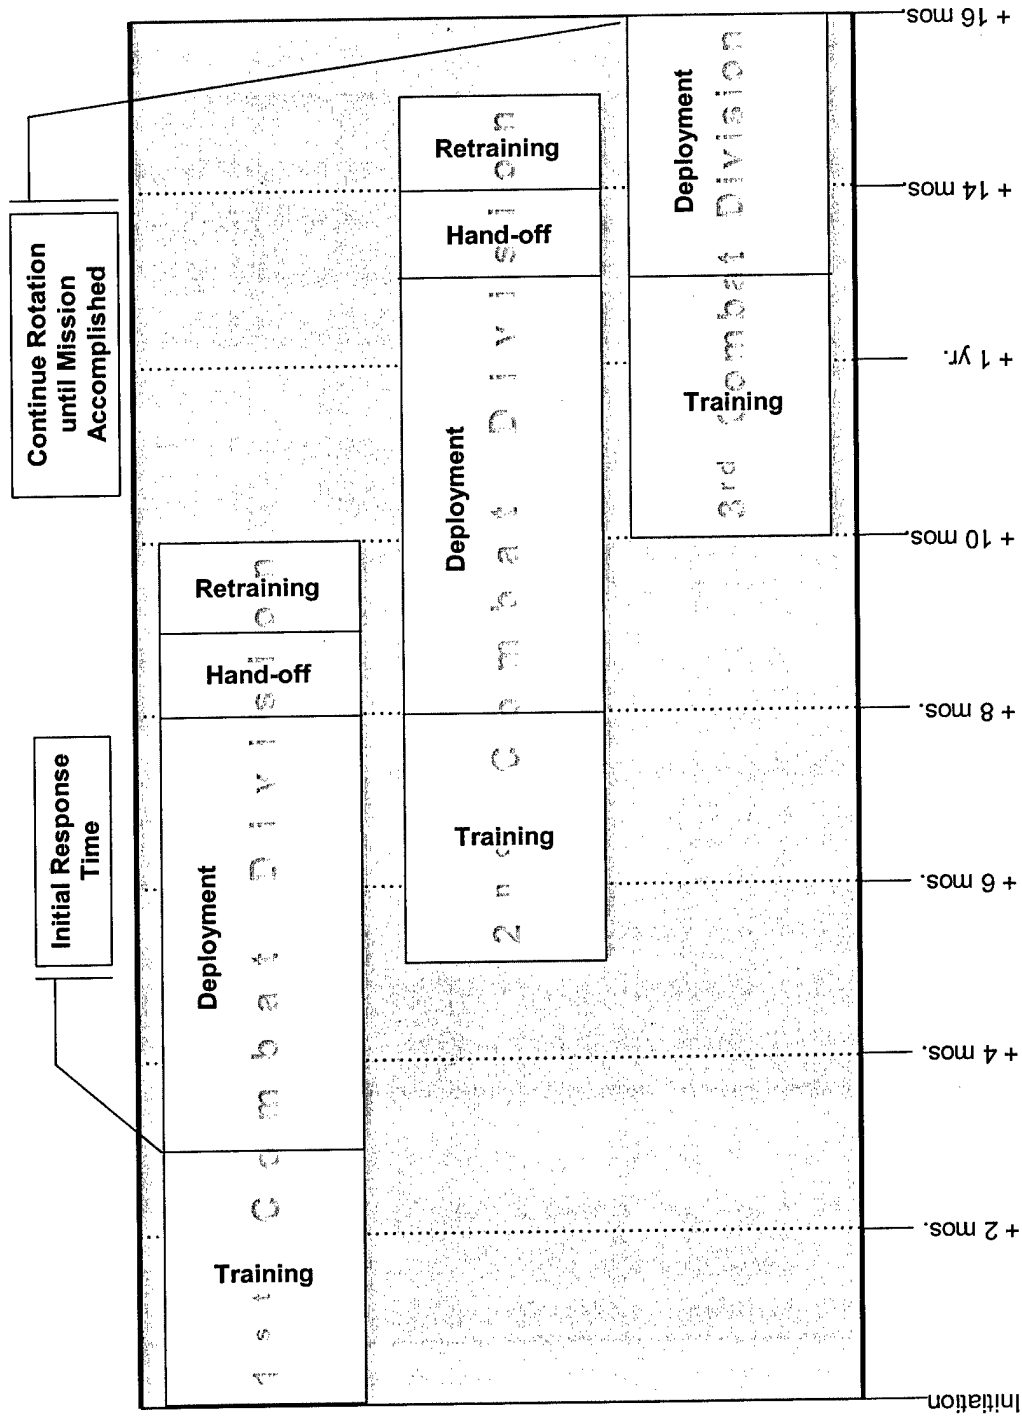 Continue Rotation
until Mission
Accomplished
Initial Response
Time
1st Combat Division
Training
Deployment
Hand-off
Retraining
2nd Combat Division
Training
Deployment
Hand-off
Retraining
3rd Combat Division
Training
Deployment
Initiation
+ 2 mos.
+ 4 mos.
+ 6 mos.
+ 8 mos.
+ 10 mos.
+ 1 yr.
+ 14 mos.
+ 16 mos.